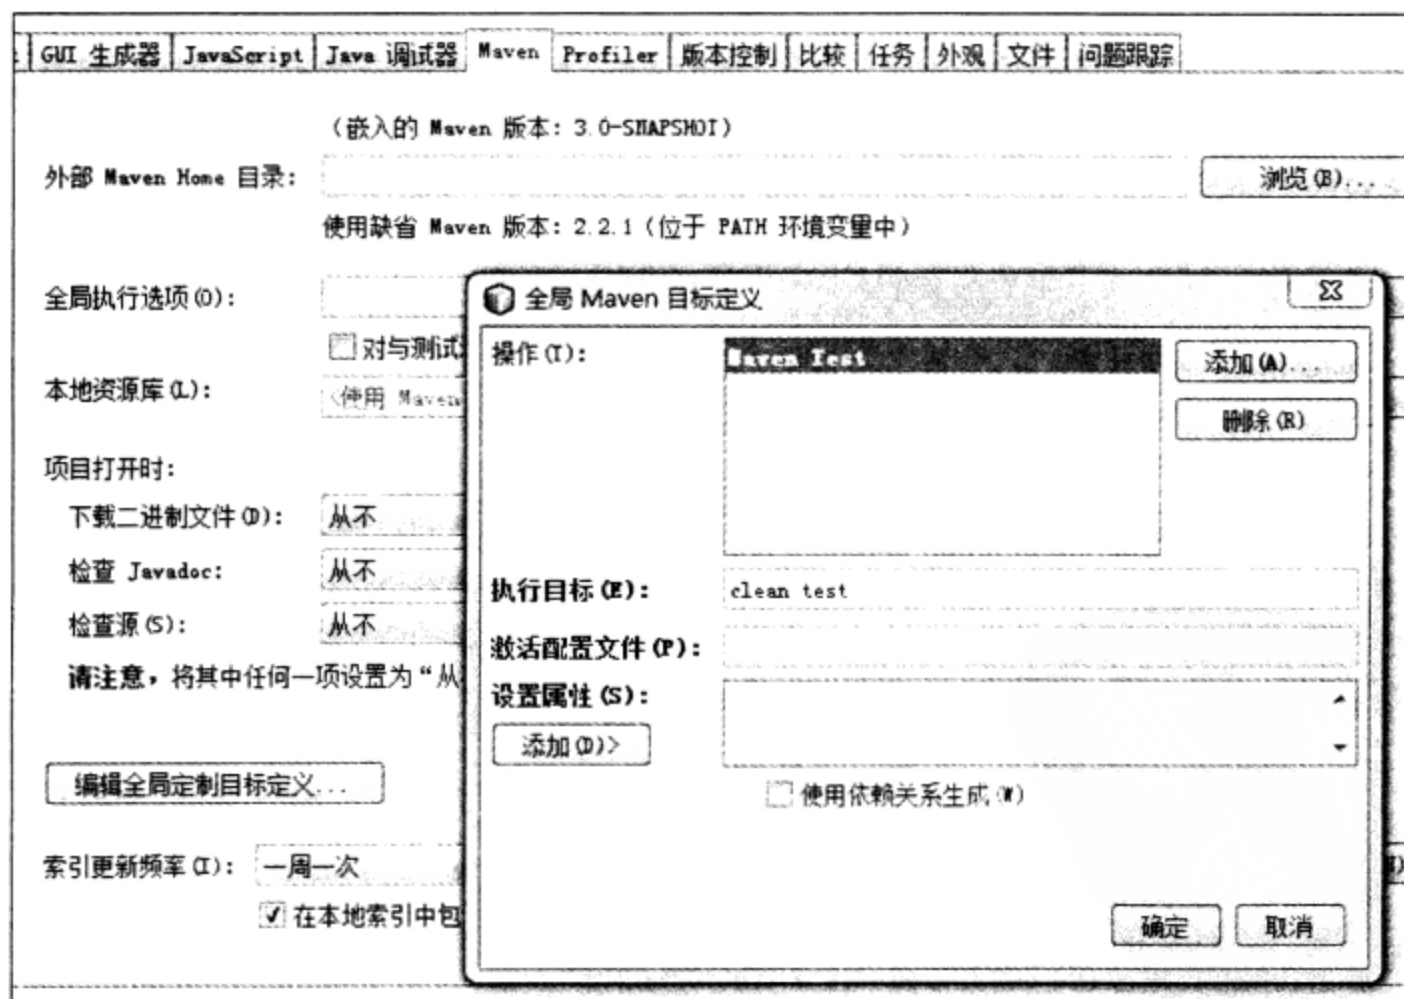 GUI 生成器 JavaScript Java 调试器 Maven Profiler 版本控制 比较 任务 外观 文件 问题跟踪
(嵌入的 Maven 版本: 3.0-SNAPSHOT)
外部 Maven Home 目录:
浏览(B)...
使用缺省 Maven 版本: 2.2.1(位于 PATH 环境变量中)
全局执行选项(O):
对与测试
本地资源库(L):
<使用 Maven
项目打开时:
下载二进制文件(D): 从不
检查 Javadoc: 从不
检查源(S): 从不
请注意，将其中任何一项设置为“从
编辑全局定制目标定义...
索引更新频率(I): 一周一次
在本地索引中包
全局 Maven 目标定义
操作(T):
Maven Test
添加(A)...
删除(R)
执行目标(E): clean test
激活配置文件(P):
设置属性(S):
添加(D)>
使用依赖关系生成(W)
确定 取消